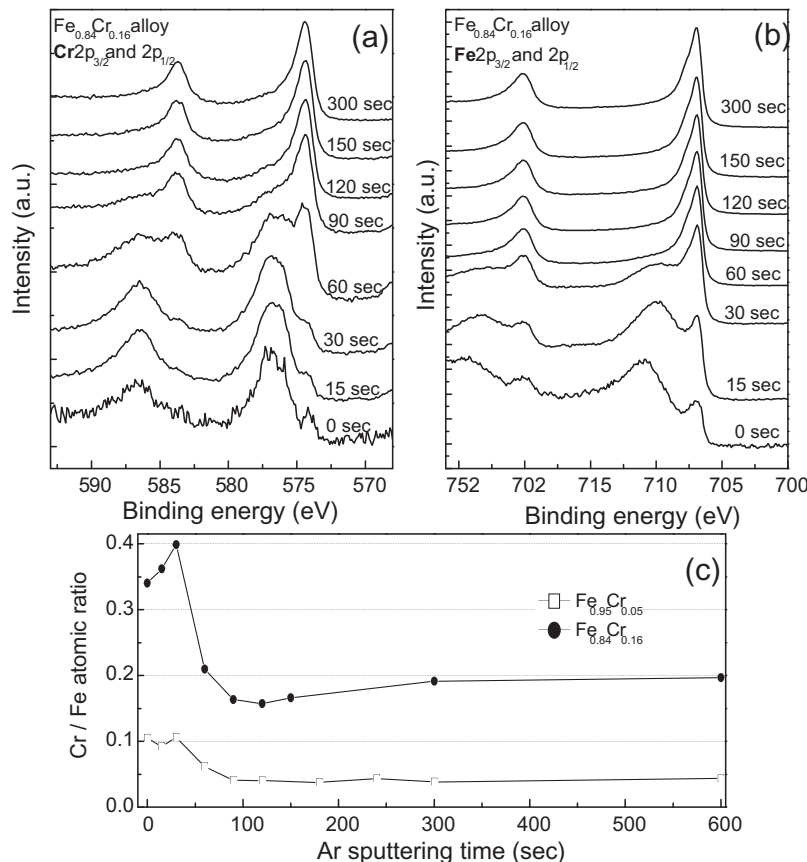 Fe0.84Cr0.16 alloy
Cr2p3/2 and 2p1/2
(a)
300 sec
150 sec
120 sec
90 sec
60 sec
30 sec
15 sec
0 sec
Intensity (a.u.)
590 585 580 575 570
Binding energy (eV)
Fe0.84Cr0.16 alloy
Fe2p3/2 and 2p1/2
(b)
300 sec
150 sec
120 sec
90 sec
60 sec
30 sec
15 sec
0 sec
Intensity (a.u.)
752 702 715 710 705 700
Binding energy (eV)
(c)
Fe0.95Cr0.05
Fe0.84Cr0.16
Cr / Fe atomic ratio
0.4
0.3
0.2
0.1
0.0
0 100 200 300 400 500 600
Ar sputtering time (sec)